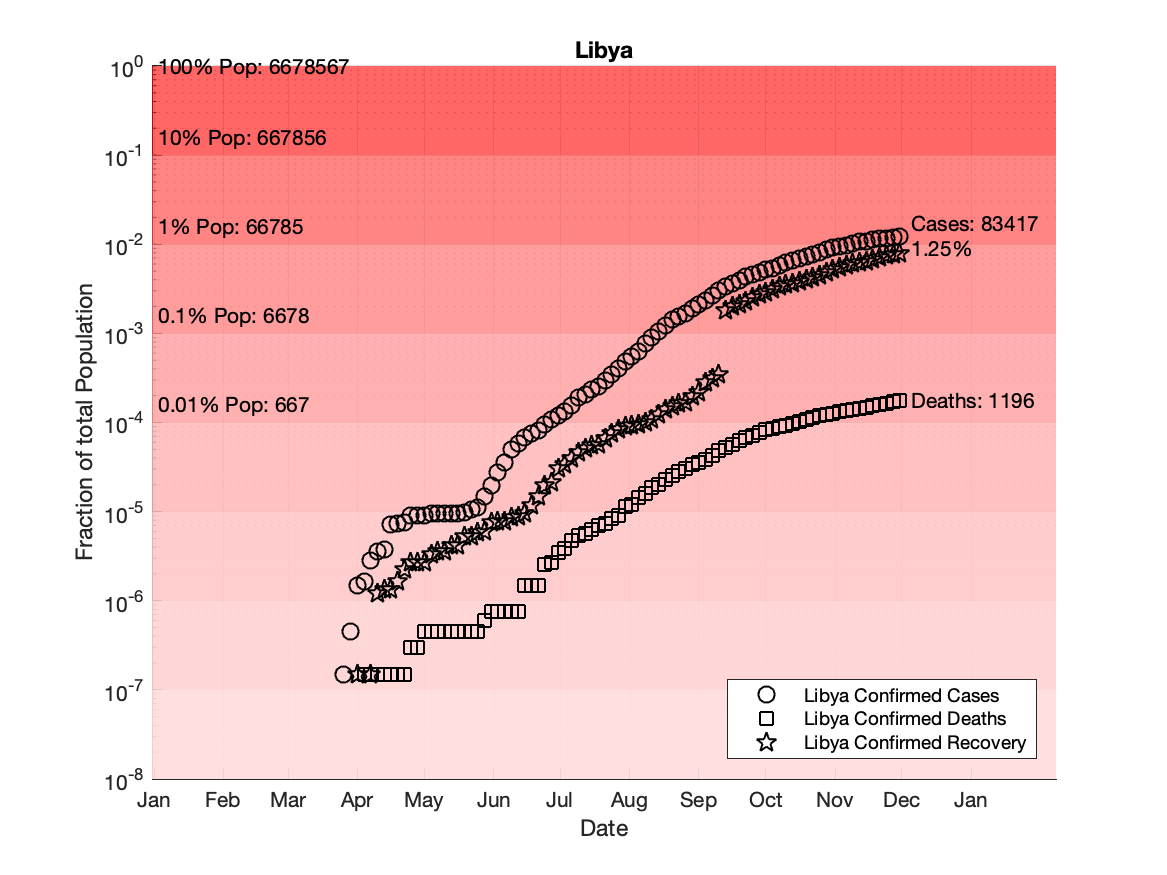 Libya
10^0
10^-1
10^-2
10^-3
10^-4
10^-5
10^-6
10^-7
10^-8
Fraction of total Population
100% Pop: 6678567
10% Pop: 667856
1% Pop: 66785
0.1% Pop: 6678
0.01% Pop: 667
Cases: 83417
1.25%
Deaths: 1196
Libya Confirmed Cases
Libya Confirmed Deaths
Libya Confirmed Recovery
Jan Feb Mar Apr May Jun Jul Aug Sep Oct Nov Dec Jan
Date